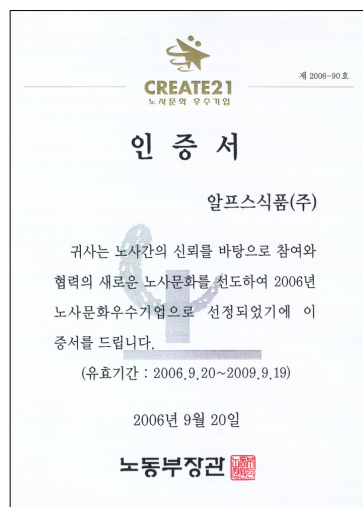 제 2006-90호
CREATE21
노사문화 우수기업
인 증 서
알프스식품(주)
귀사는 노사간의 신뢰를 바탕으로 참여와
협력의 새로운 노사문화를 선도하여 2006년
노사문화우수기업으로 선정되었기에 이
증서를 드립니다.
(유효기간 : 2006.9.20~2009.9.19)
2006년 9월 20일
노동부장관